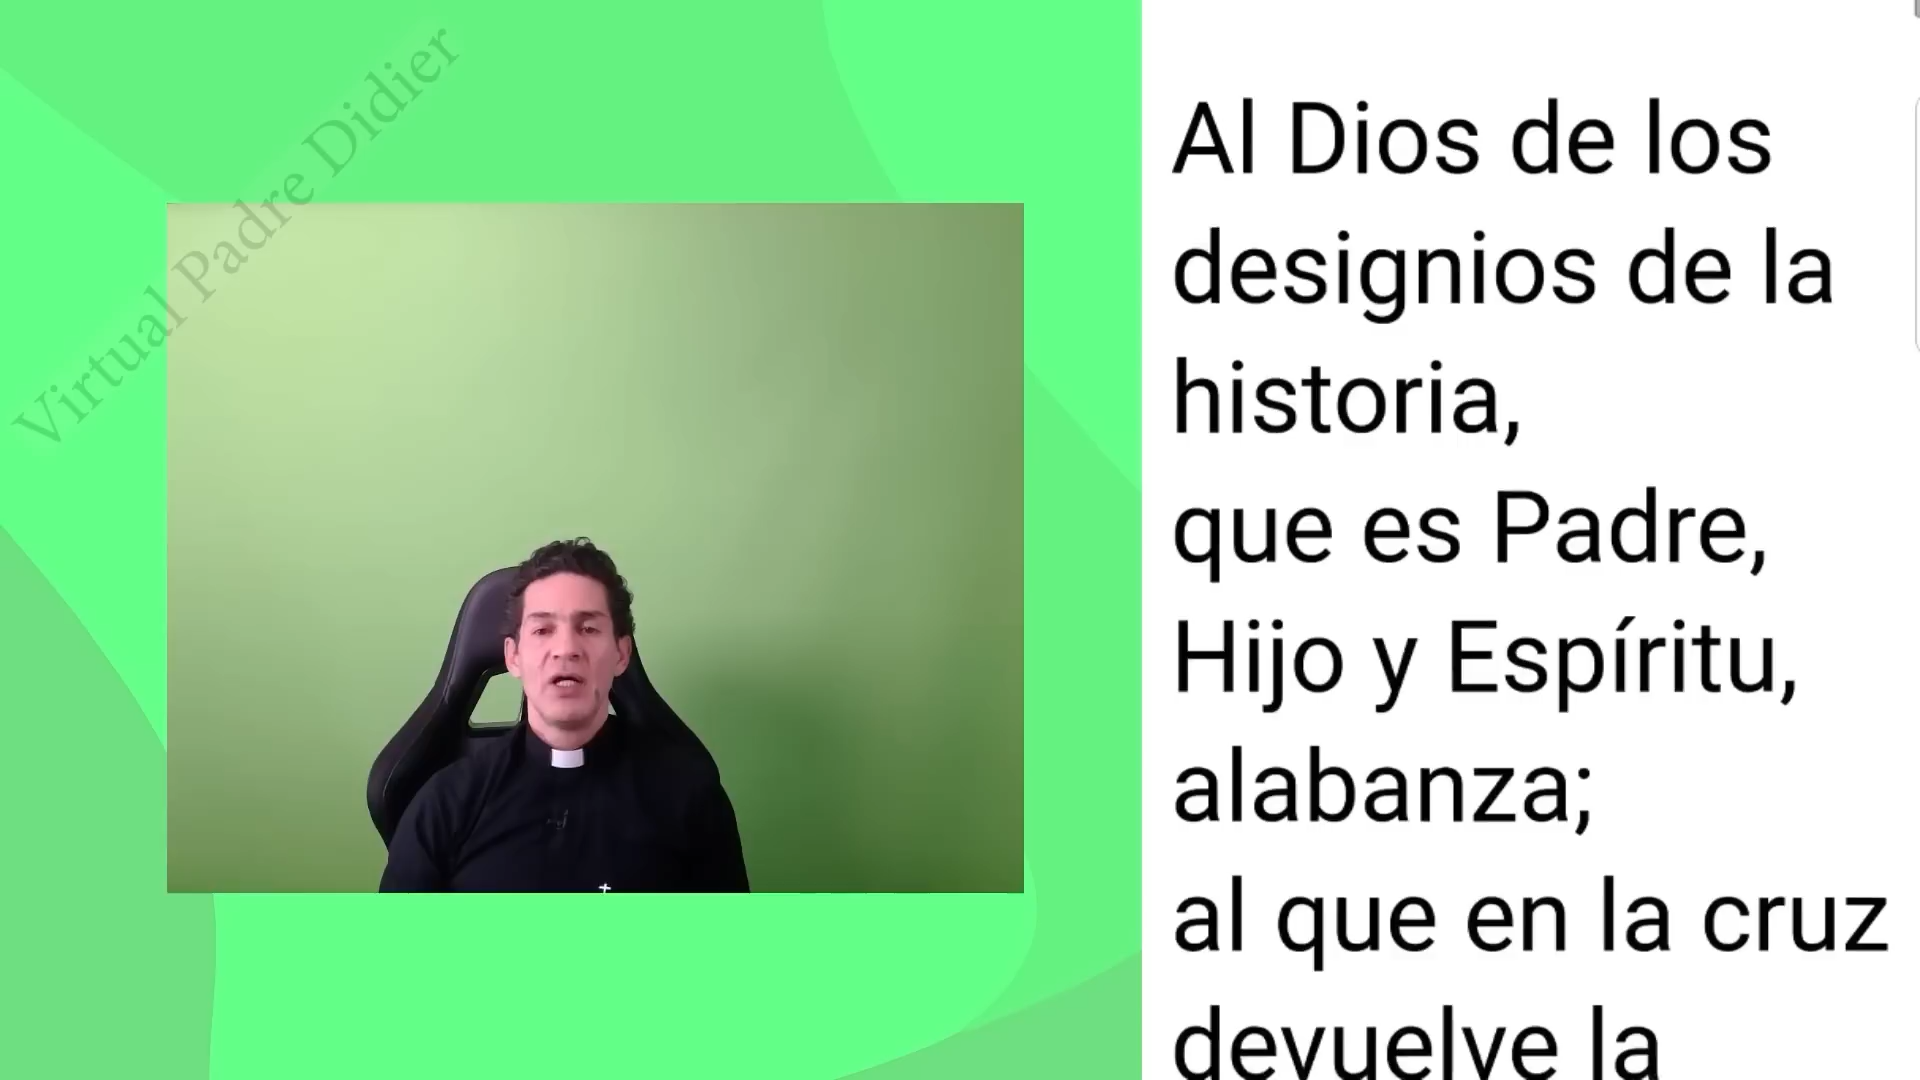 Virtual Padre Didier
Al Dios de los
designios de la
historia,
que es Padre,
Hijo y Espíritu,
alabanza;
al que en la cruz
devuelve la